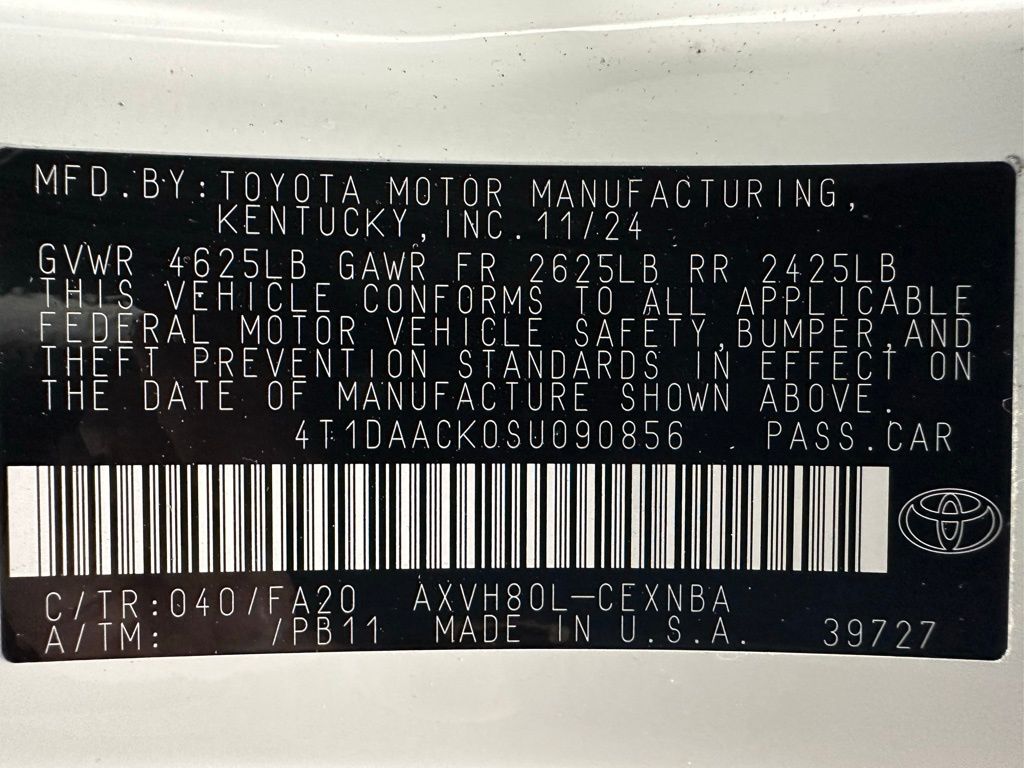 MFD.BY:TOYOTA MOTOR MANUFACTURING,
KENTUCKY,INC.11/24
GVWR 4625LB GAWR FR 2625LB RR 2425LB
THIS VEHICLE CONFORMS TO ALL APPLICABLE
FEDERAL MOTOR VEHICLE SAFETY,BUMPER,AND
THEFT PREVENTION STANDARDS IN EFFECT ON
THE DATE OF MANUFACTURE SHOWN ABOVE.
4T1DAACK0SU090856 PASS.CAR
C/TR:040/FA20 AXVH80L-CEXNBA
A/TM: /PB11 MADE IN U.S.A. 39727